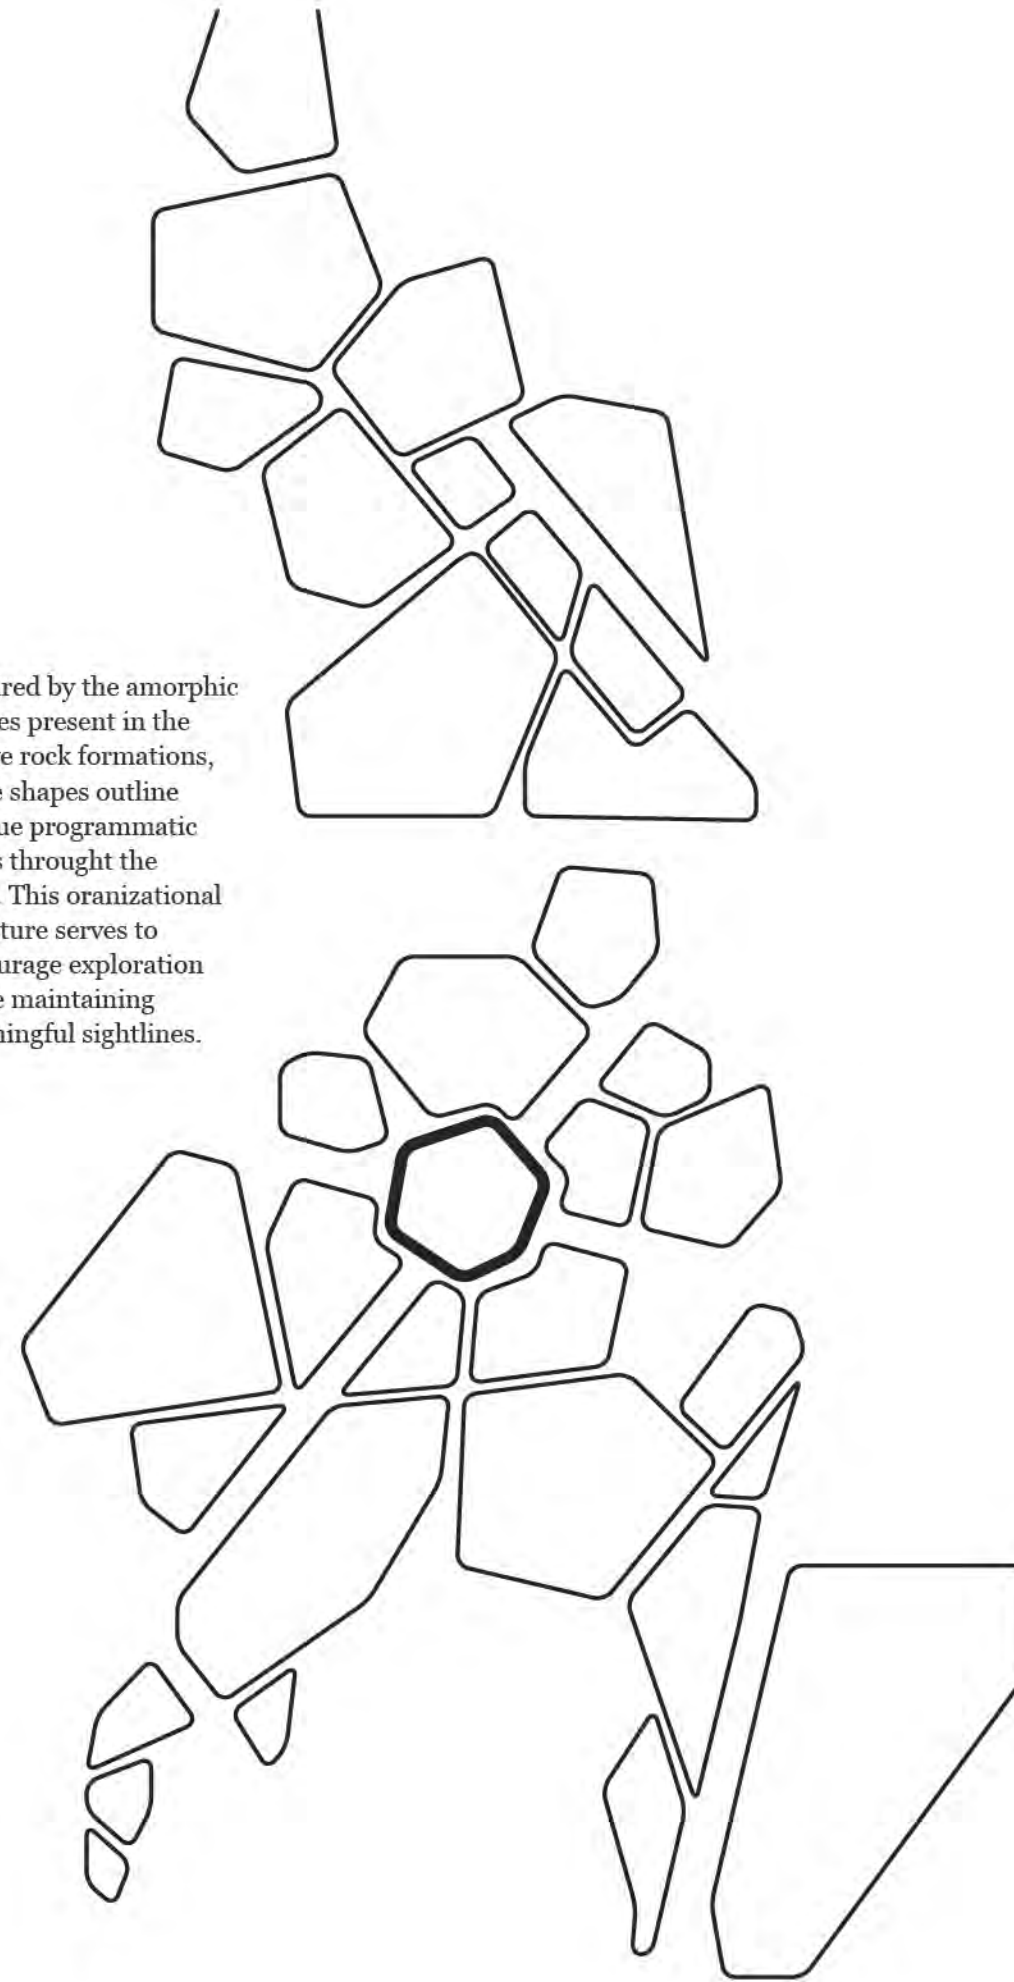 red by the amorphic
es present in the
e rock formations,
e shapes outline
ue programmatic
s throught the
. This oranizational
ture serves to
urage exploration
e maintaining
ningful sightlines.